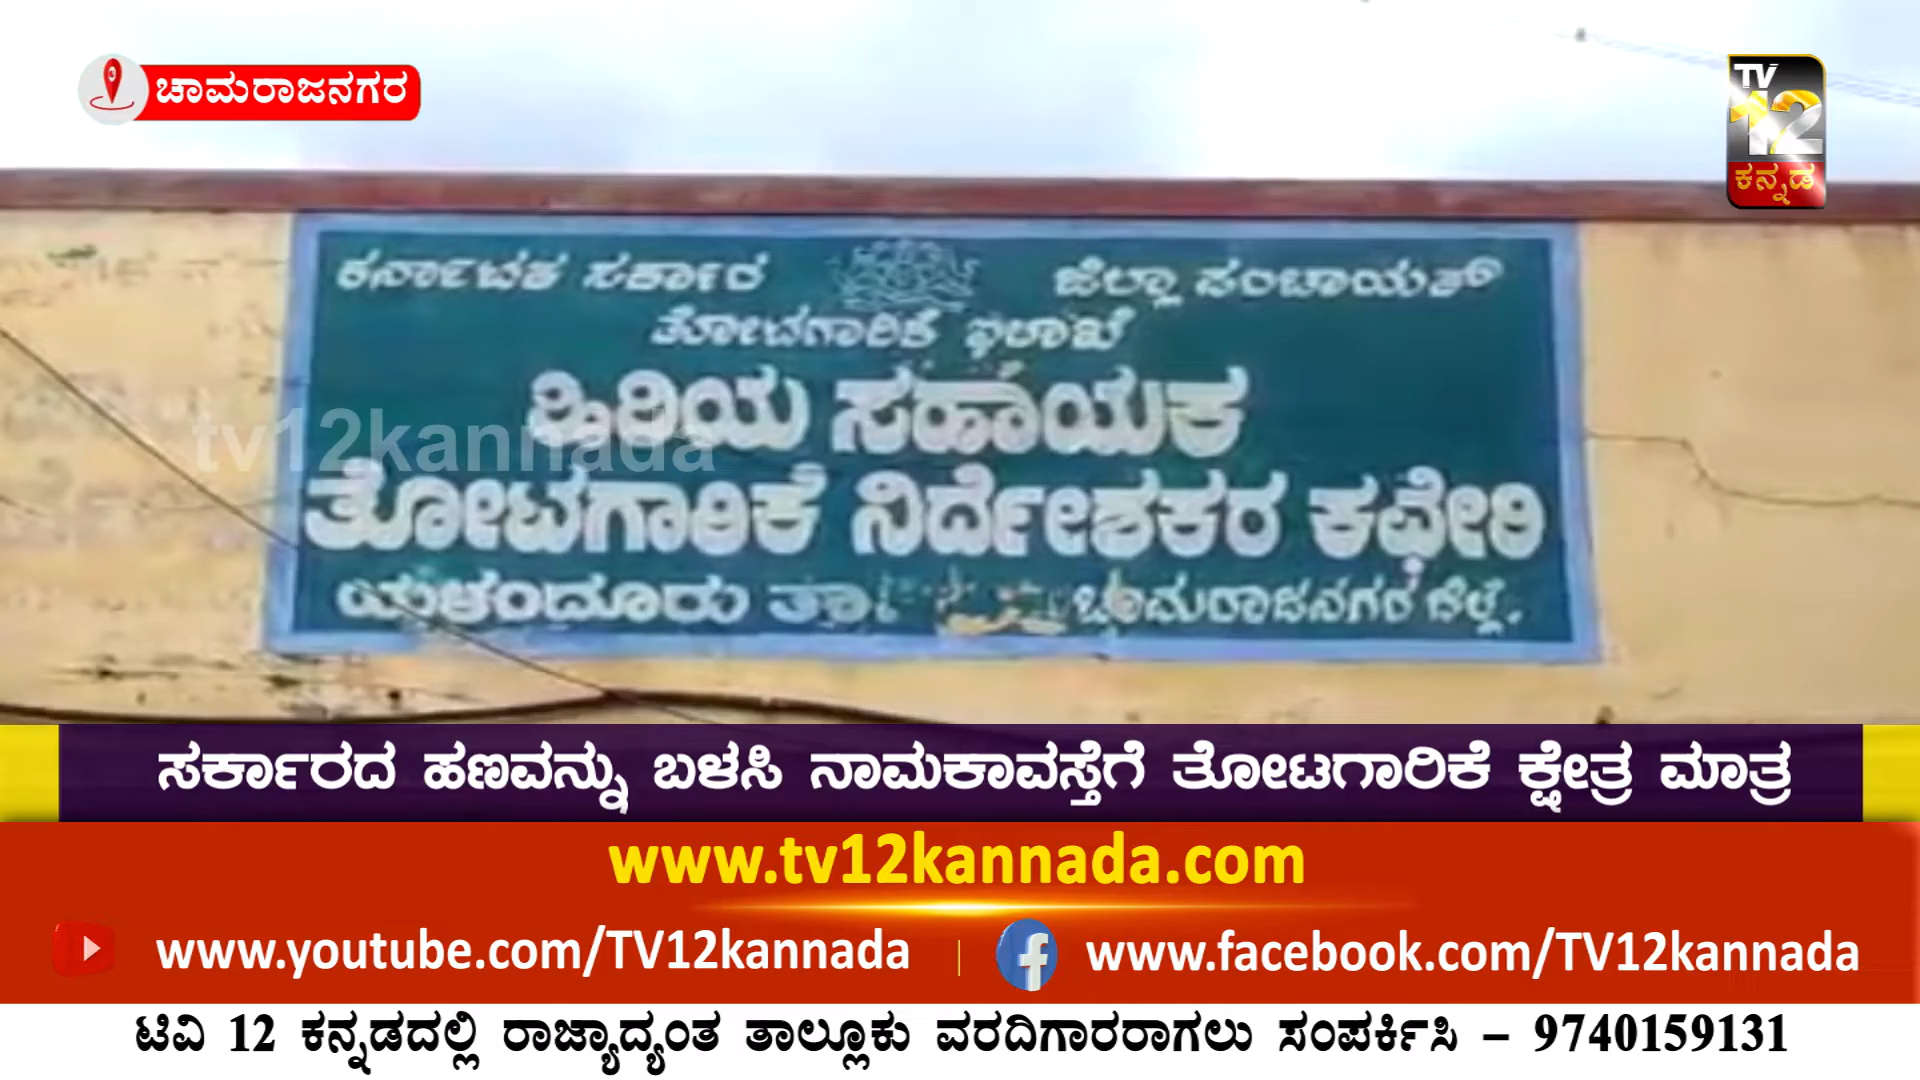 ಚಾಮರಾಜನಗರ
TV
12
ಕನ್ನಡ
ಕರ್ನಾಟಕ ಸರ್ಕಾರ ಜಿಲ್ಲಾ ಪಂಚಾಯತ್
ತೋಟಗಾರಿಕೆ ಇಲಾಖೆ
ಹಿರಿಯ ಸಹಾಯಕ
tv12kannada
ತೋಟಗಾರಿಕೆ ನಿರ್ದೇಶಕರ ಕಛೇರಿ
ಯಳಂದೂರು ಚಾಮರಾಜನಗರ ಜಿಲ್ಲೆ.
ಸರ್ಕಾರದ ಹಣವನ್ನು ಬಳಸಿ ನಾಮಕಾವಸ್ತೆಗೆ ತೋಟಗಾರಿಕೆ ಕ್ಷೇತ್ರ ಮಾತ್ರ
www.tv12kannada.com
www.youtube.com/TV12kannada | www.facebook.com/TV12kannada
ಟಿವಿ 12 ಕನ್ನಡದಲ್ಲಿ ರಾಜ್ಯಾದ್ಯಂತ ತಾಲ್ಲೂಕು ವರದಿಗಾರರಾಗಲು ಸಂಪರ್ಕಿಸಿ – 9740159131